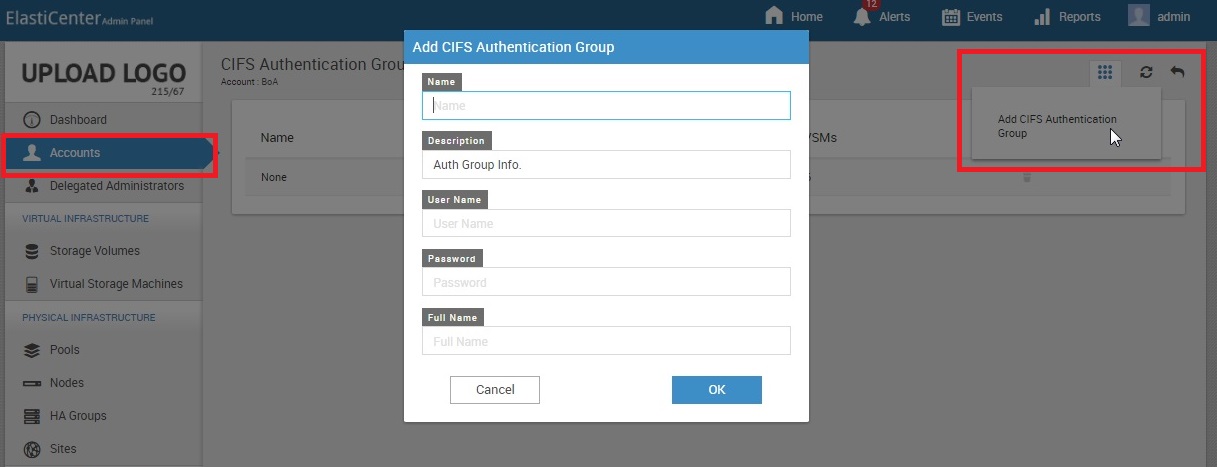 ElastiCenter Admin Panel
Home
12
Alerts
Events
Reports
admin
UPLOAD LOGO
215/67
Dashboard
Accounts
Delegated Administrators
VIRTUAL INFRASTRUCTURE
Storage Volumes
Virtual Storage Machines
PHYSICAL INFRASTRUCTURE
Pools
Nodes
HA Groups
Sites
CIFS Authentication Grou
Account : BoA
Name
None
VSMs
Add CIFS Authentication
Group
Add CIFS Authentication Group
Name
Name
Description
Auth Group Info.
User Name
User Name
Password
Password
Full Name
Full Name
Cancel
OK